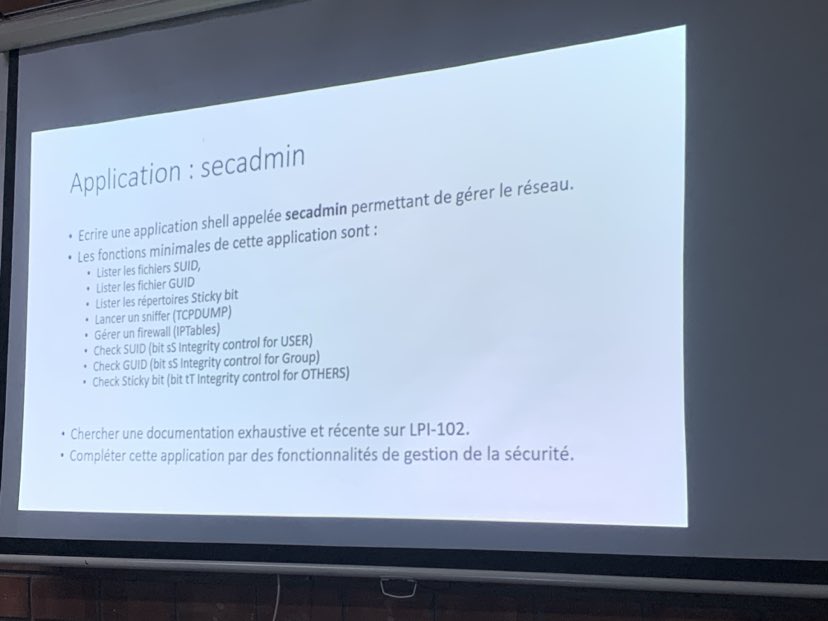 Application : secadmin
• Ecrire une application shell appelée secadmin permettant de gérer le réseau.
• Les fonctions minimales de cette application sont :
• Lister les fichiers SUID,
• Lister les fichier GUID
• Lister les répertoires Sticky bit
• Lancer un sniffer (TCPDUMP)
• Gérer un firewall (IPTables)
• Check SUID (bit sS Integrity control for USER)
• Check GUID (bit sS Integrity control for Group)
• Check Sticky bit (bit tT Integrity control for OTHERS)
• Chercher une documentation exhaustive et récente sur LPI-102.
• Compléter cette application par des fonctionnalités de gestion de la sécurité.